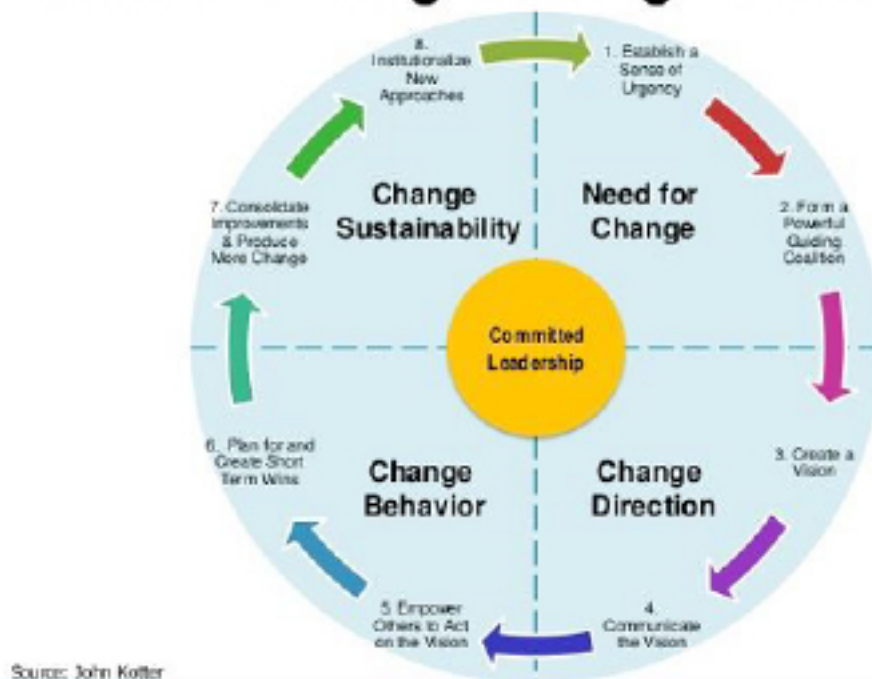 8.
Institutionalize
New
Approaches
1. Establish a
Sense of
Urgency
7. Consolidate
Improvements
& Produce
More Change
Change
Sustainability
Need for
Change
2. Form a
Powerful
Guiding
Coalition
Committed
Leadership
6. Plan for and
Create Short
Term Wins
Change
Behavior
Change
Direction
3. Create a
Vision
5. Empower
Others to Act
on the Vision
4.
Communicate
the Vision
Source: John Kotter